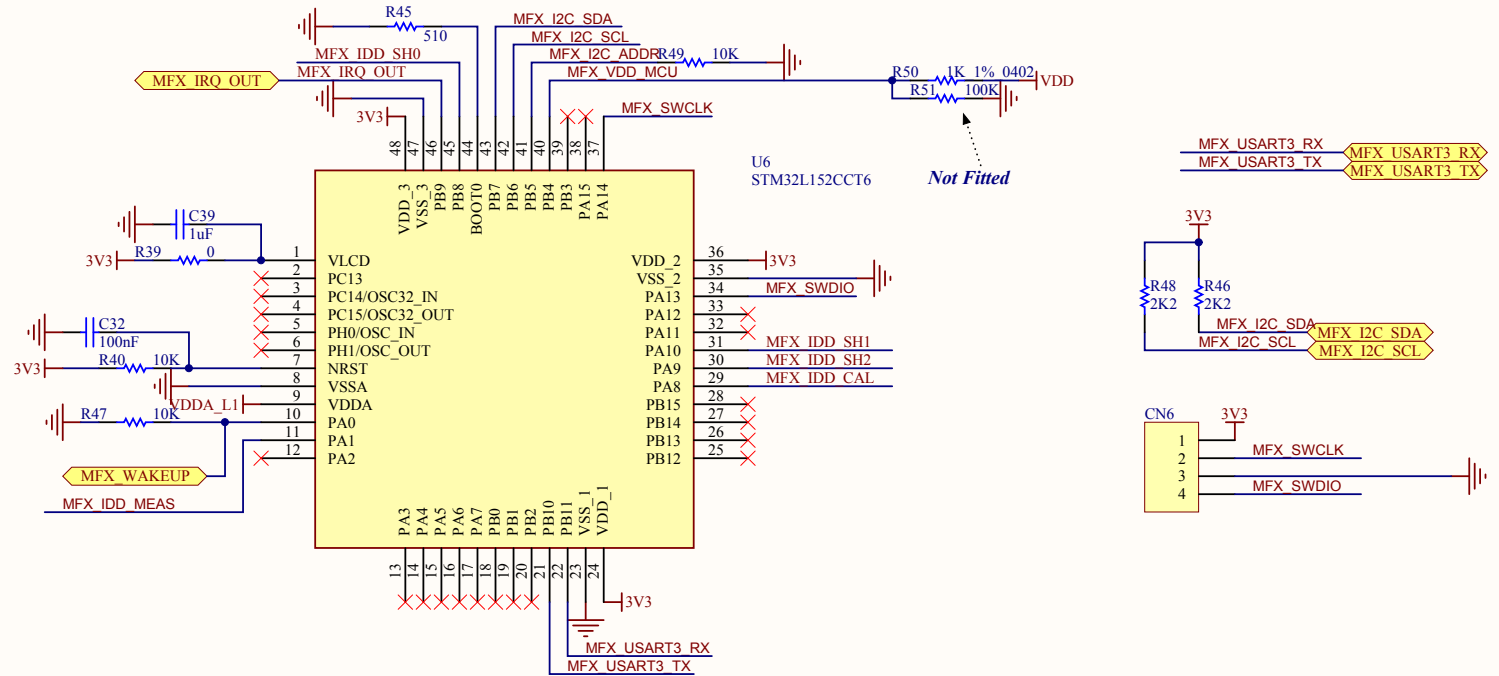 R45
510
MFX_I2C_SDA
MFX_I2C_SCL
MFX_IDD_SH0
MFX_I2C_ADDR
R49 10K
MFX_IRQ_OUT
MFX_IRQ_OUT
MFX_VDD_MCU
R50 1K 1% 0402
VDD
R51 100K
Not Fitted
3V3
MFX_SWCLK
48 47 46 45 44 43 42 41 40 39 38 37
VDD_3
VSS_3
PB9
PB8
BOOT0
PB7
PB6
PB5
PB4
PB3
PA15
PA14
U6
STM32L152CCT6
C39
1uF
3V3
R39 0
1 VLCD
2 PC13
3 PC14/OSC32_IN
4 PC15/OSC32_OUT
5 PH0/OSC_IN
6 PH1/OSC_OUT
7 NRST
8 VSSA
9 VDDA
10 PA0
11 PA1
12 PA2
C32
100nF
3V3
R40 10K
VDDA_L1
R47 10K
MFX_WAKEUP
MFX_IDD_MEAS
VDD_2 36 3V3
VSS_2 35
PA13 34 MFX_SWDIO
PA12 33
PA11 32
PA10 31 MFX_IDD_SH1
PA9 30 MFX_IDD_SH2
PA8 29 MFX_IDD_CAL
PB15 28
PB14 27
PB13 26
PB12 25
PA3
PA4
PA5
PA6
PA7
PB0
PB1
PB2
PB10
PB11
VSS_1
VDD_1
13 14 15 16 17 18 19 20 21 22 23 24
3V3
MFX_USART3_RX
MFX_USART3_TX
MFX_USART3_RX MFX_USART3_RX
MFX_USART3_TX MFX_USART3_TX
3V3
R48
2K2
R46
2K2
MFX_I2C_SDA MFX_I2C_SDA
MFX_I2C_SCL MFX_I2C_SCL
CN6
3V3
1
2 MFX_SWCLK
3
4 MFX_SWDIO